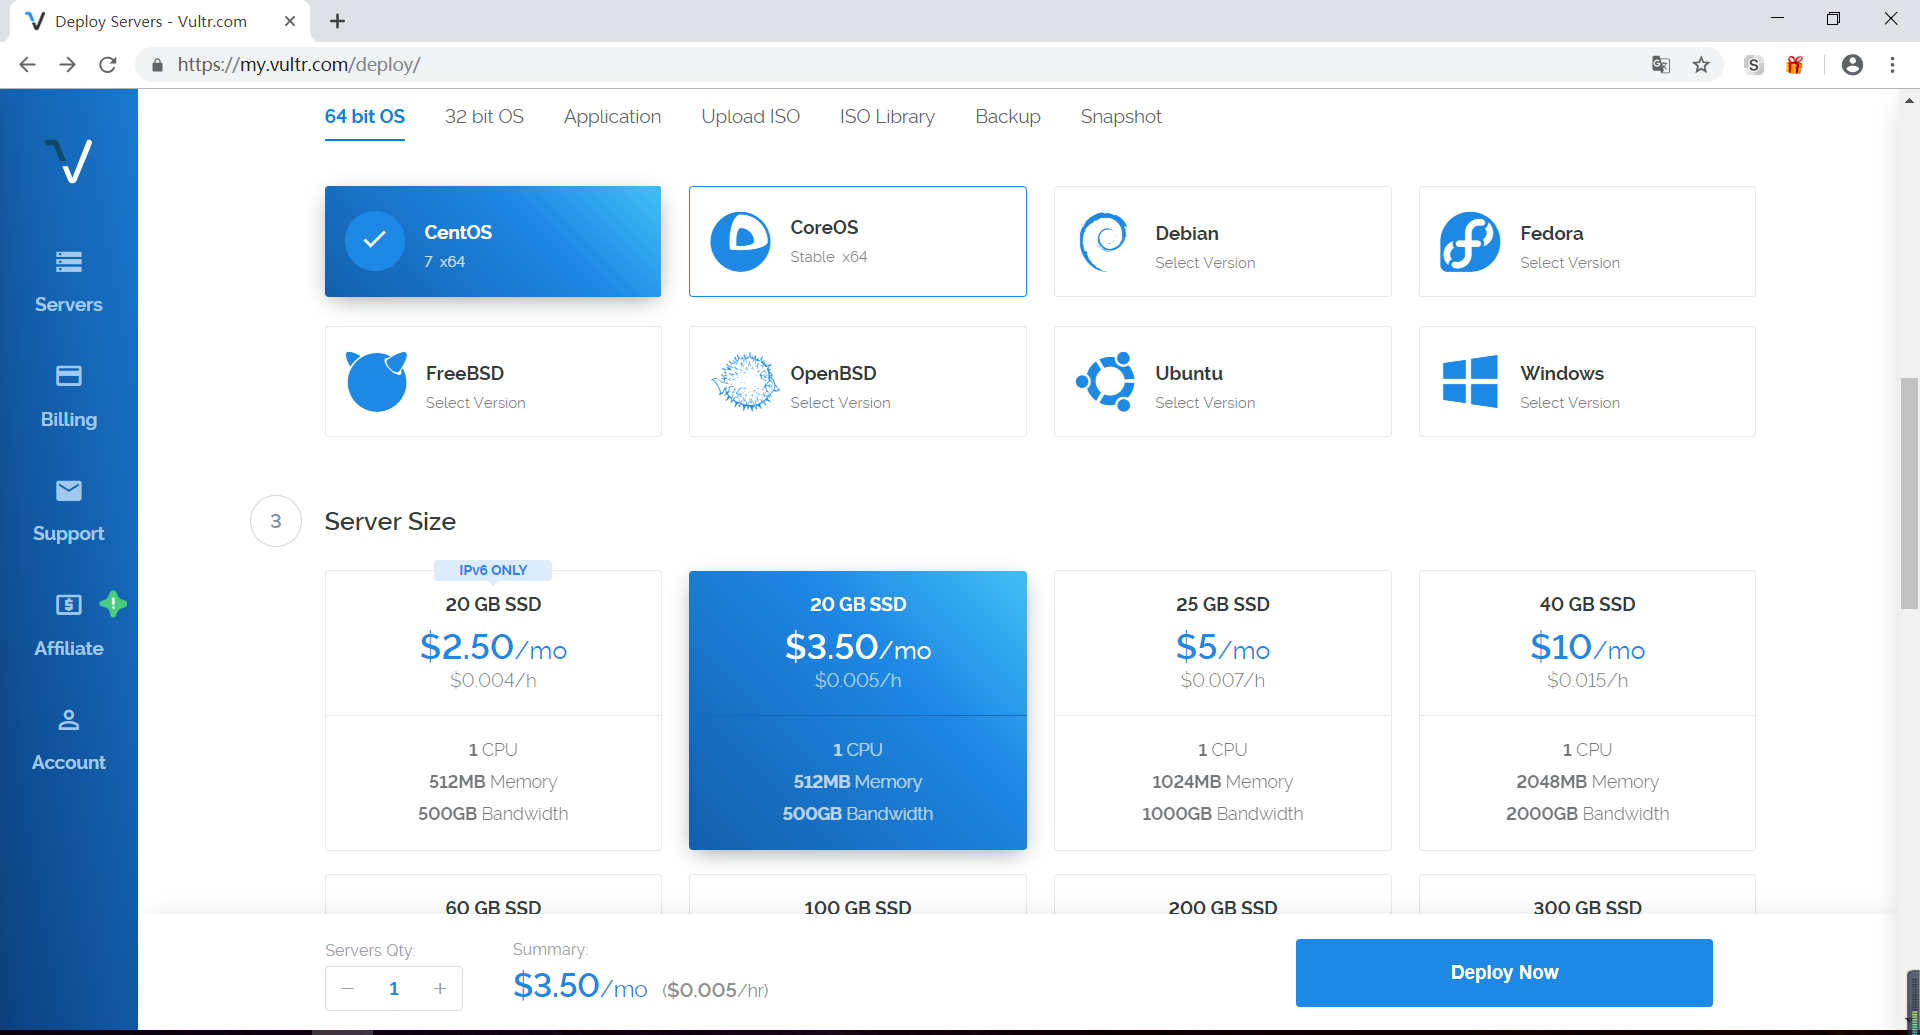 Deploy Servers - Vultr.com
https://my.vultr.com/deploy/
64 bit OS 32 bit OS Application Upload ISO ISO Library Backup Snapshot
Servers
Billing
Support
Affiliate
Account
CentOS
7 x64
CoreOS
Stable x64
Debian
Select Version
Fedora
Select Version
FreeBSD
Select Version
OpenBSD
Select Version
Ubuntu
Select Version
Windows
Select Version
3 Server Size
IPv6 ONLY
20 GB SSD
$2.50/mo
$0.004/h
1 CPU
512MB Memory
500GB Bandwidth
20 GB SSD
$3.50/mo
$0.005/h
1 CPU
512MB Memory
500GB Bandwidth
25 GB SSD
$5/mo
$0.007/h
1 CPU
1024MB Memory
1000GB Bandwidth
40 GB SSD
$10/mo
$0.015/h
1 CPU
2048MB Memory
2000GB Bandwidth
60 GB SSD
100 GB SSD
200 GB SSD
300 GB SSD
Servers Qty:
1
Summary:
$3.50/mo ($0.005/hr)
Deploy Now